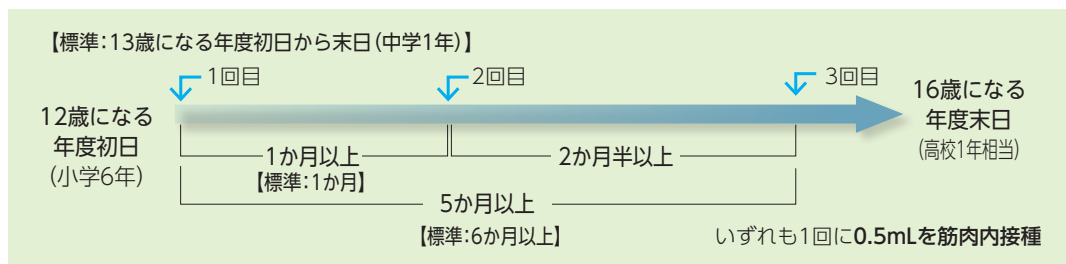 【標準:13歳になる年度初日から末日(中学1年)】
1回目
2回目
3回目
12歳になる
年度初日
(小学6年)
16歳になる
年度末日
(高校1年相当)
1か月以上
【標準:1か月】
2か月半以上
5か月以上
【標準:6か月以上】
いずれも1回に0.5mLを筋肉内接種